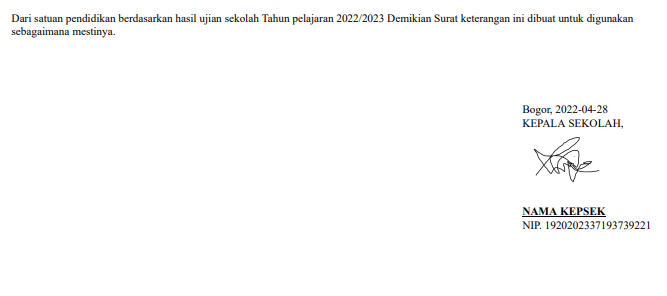 Dari satuan pendidikan berdasarkan hasil ujian sekolah Tahun pelajaran 2022/2023 Demikian Surat keterangan ini dibuat untuk digunakan
sebagaimana mestinya.
Bogor, 2022-04-28
KEPALA SEKOLAH,
NAMA KEPSEK
NIP. 1920202337193739221